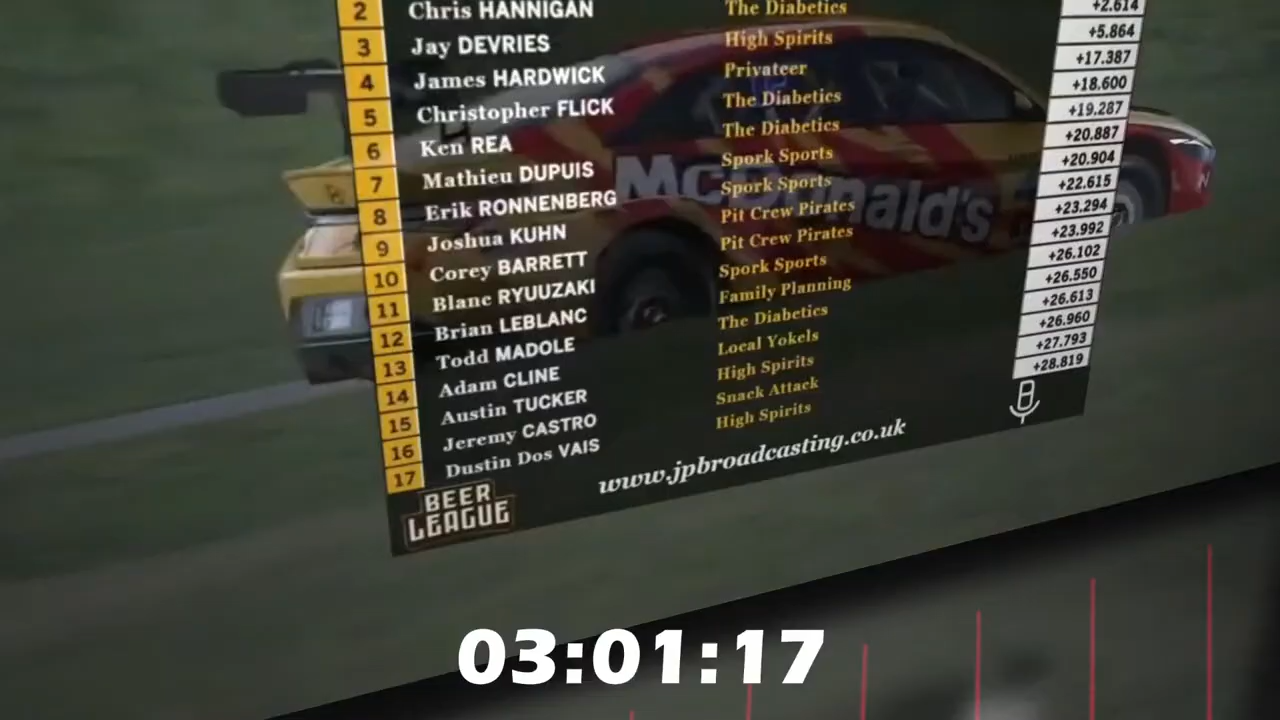 2 Chris HANNIGAN The Diabetics +2.614
3 Jay DEVRIES High Spirits +5.864
4 James HARDWICK Privateer +17.387
5 Christopher FLICK The Diabetics +18.600
6 Ken REA The Diabetics +19.287
7 Mathieu DUPUIS Spork Sports +20.887
8 Erik RONNENBERG Spork Sports +20.904
9 Joshua KUHN Pit Crew Pirates +22.615
10 Corey BARRETT Pit Crew Pirates +23.294
11 Blane RYUUZAKI Spork Sports +23.992
12 Brian LEBLANC Family Planning +26.102
13 Todd MADOLE The Diabetics +26.550
14 Adam CLINE Local Yokels +26.613
15 Austin TUCKER High Spirits +26.960
16 Jeremy CASTRO Snack Attack +27.793
17 Dustin Dos VAIS High Spirits +28.819
McDonald's
BEER
LEAGUE
www.jpbroadcasting.co.uk
03:01:17